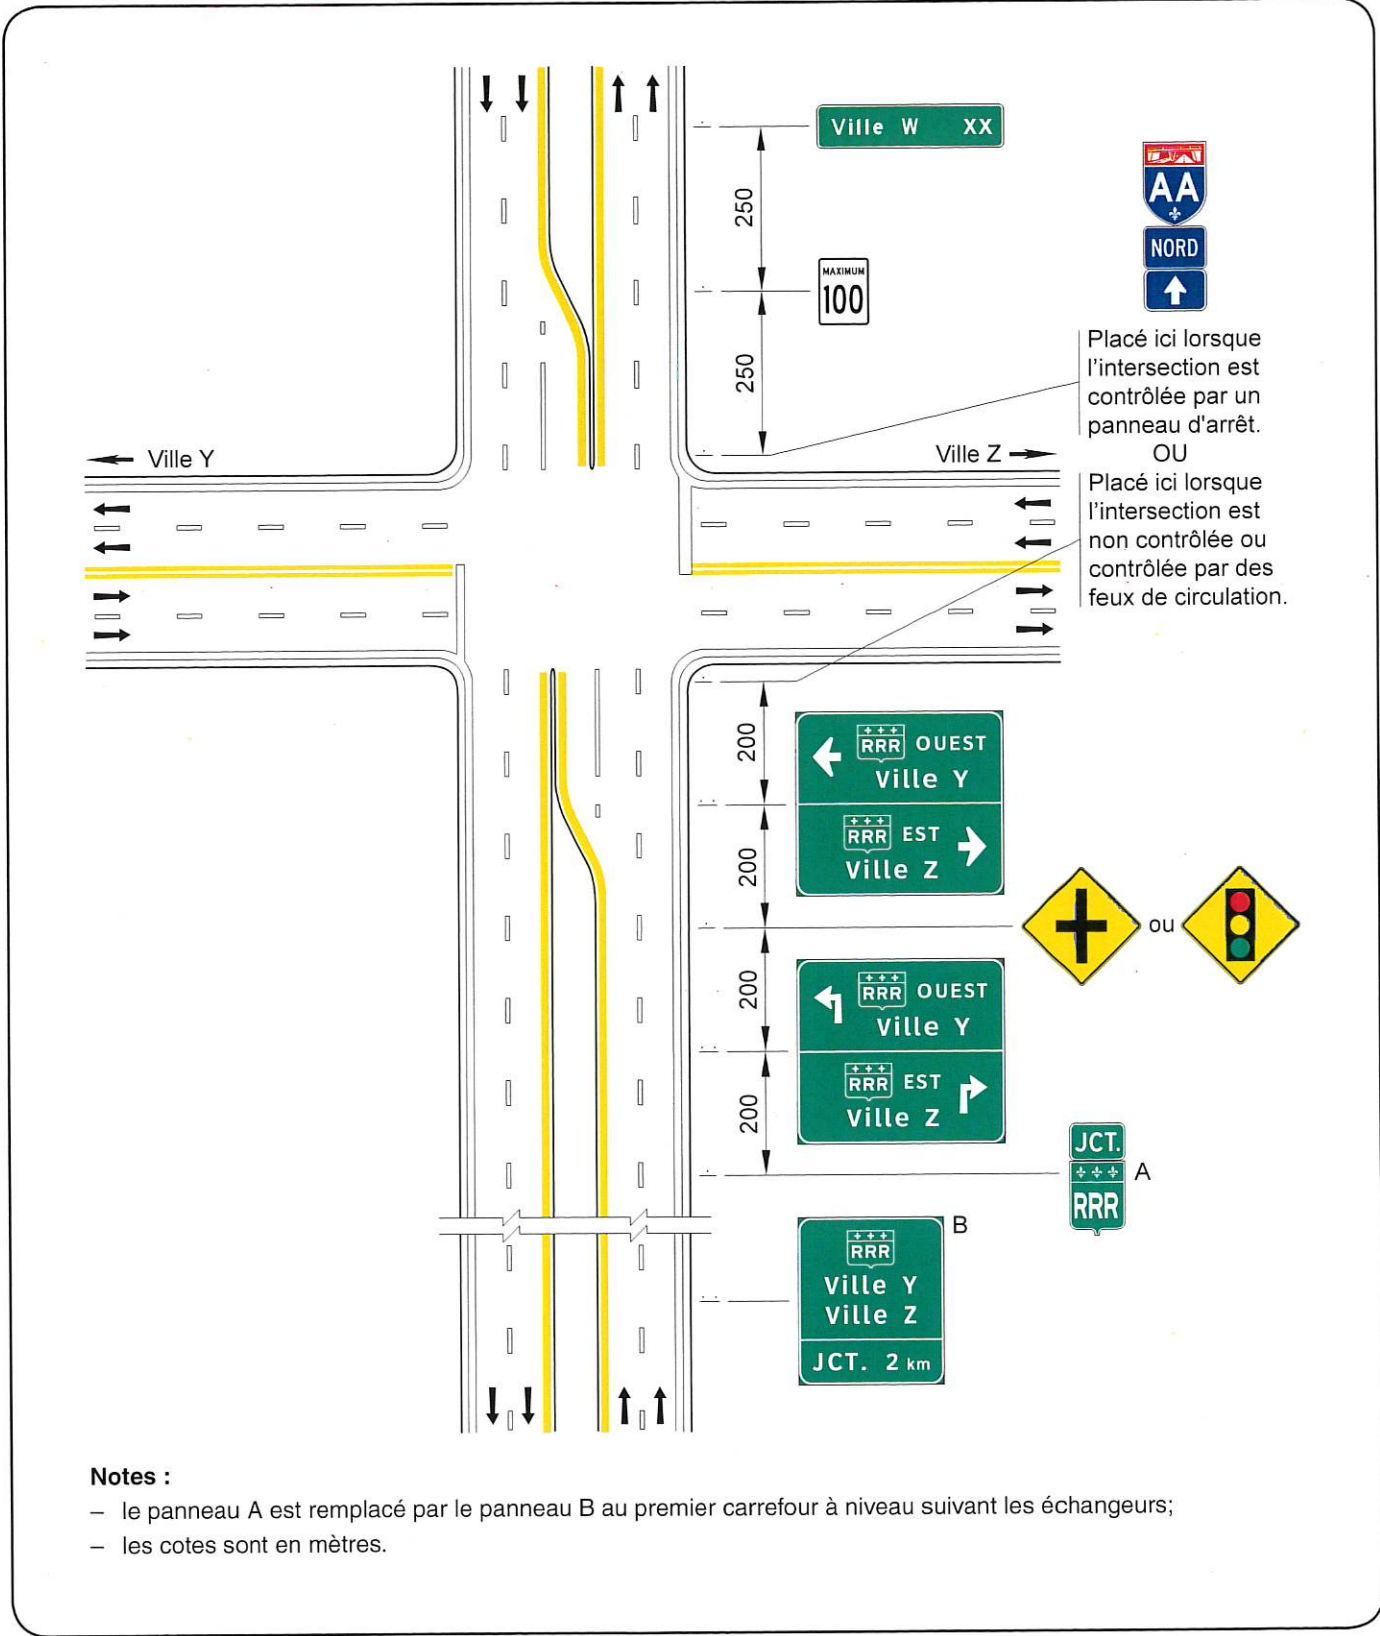 Ville W XX
AA
NORD
250
MAXIMUM
100
250
Placé ici lorsque
l'intersection est
contrôlée par un
panneau d'arrêt.
OU
Placé ici lorsque
l'intersection est
non contrôlée ou
contrôlée par des
feux de circulation.
Ville Y
Ville Z
200
RRR OUEST
Ville Y
RRR EST
Ville Z
200
ou
200
RRR OUEST
Ville Y
RRR EST
Ville Z
200
JCT.
RRR
A
B
RRR
Ville Y
Ville Z
JCT. 2 km
Notes :
– le panneau A est remplacé par le panneau B au premier carrefour à niveau suivant les échangeurs;
– les cotes sont en mètres.